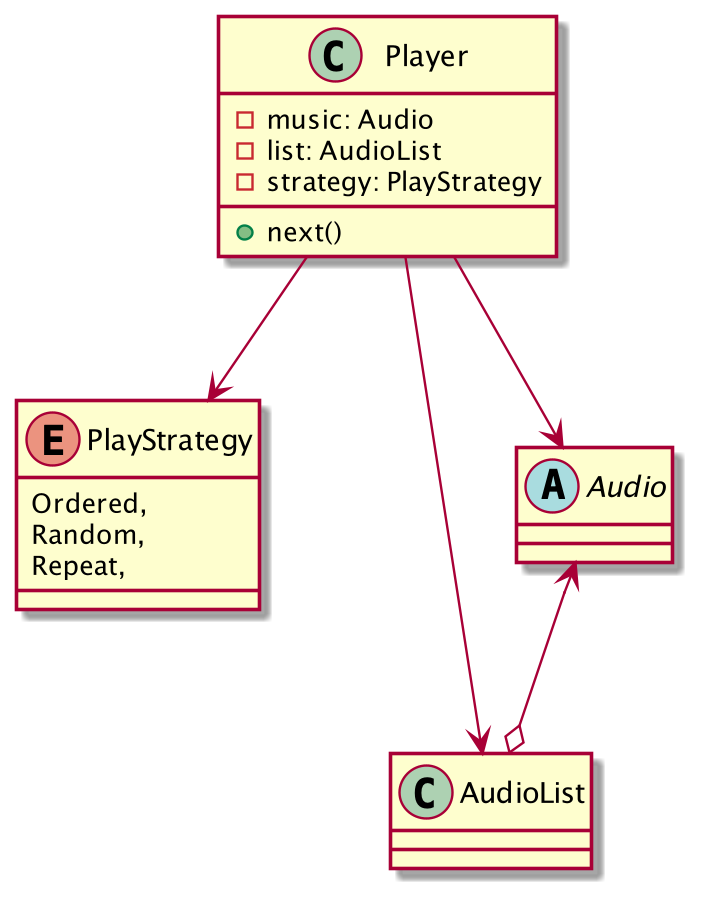 C Player
music: Audio
list: AudioList
strategy: PlayStrategy
next()
E PlayStrategy
Ordered,
Random,
Repeat,
A Audio
C AudioList